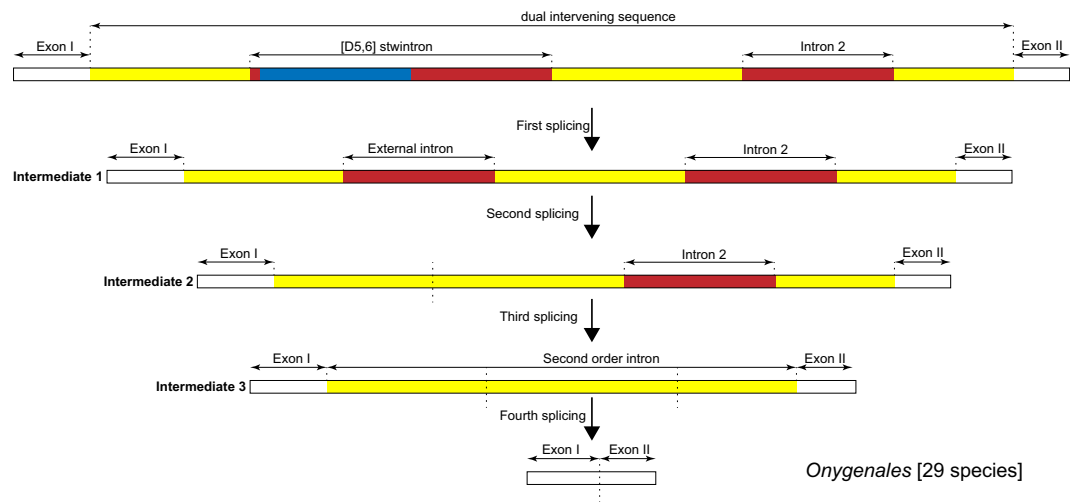 dual intervening sequence
Exon I
[D5,6] stwintron
Intron 2
Exon II
First splicing
Exon I
External intron
Intron 2
Exon II
Intermediate 1
Second splicing
Exon I
Intron 2
Exon II
Intermediate 2
Third splicing
Exon I
Second order intron
Exon II
Intermediate 3
Fourth splicing
Exon I
Exon II
Onygenales [29 species]